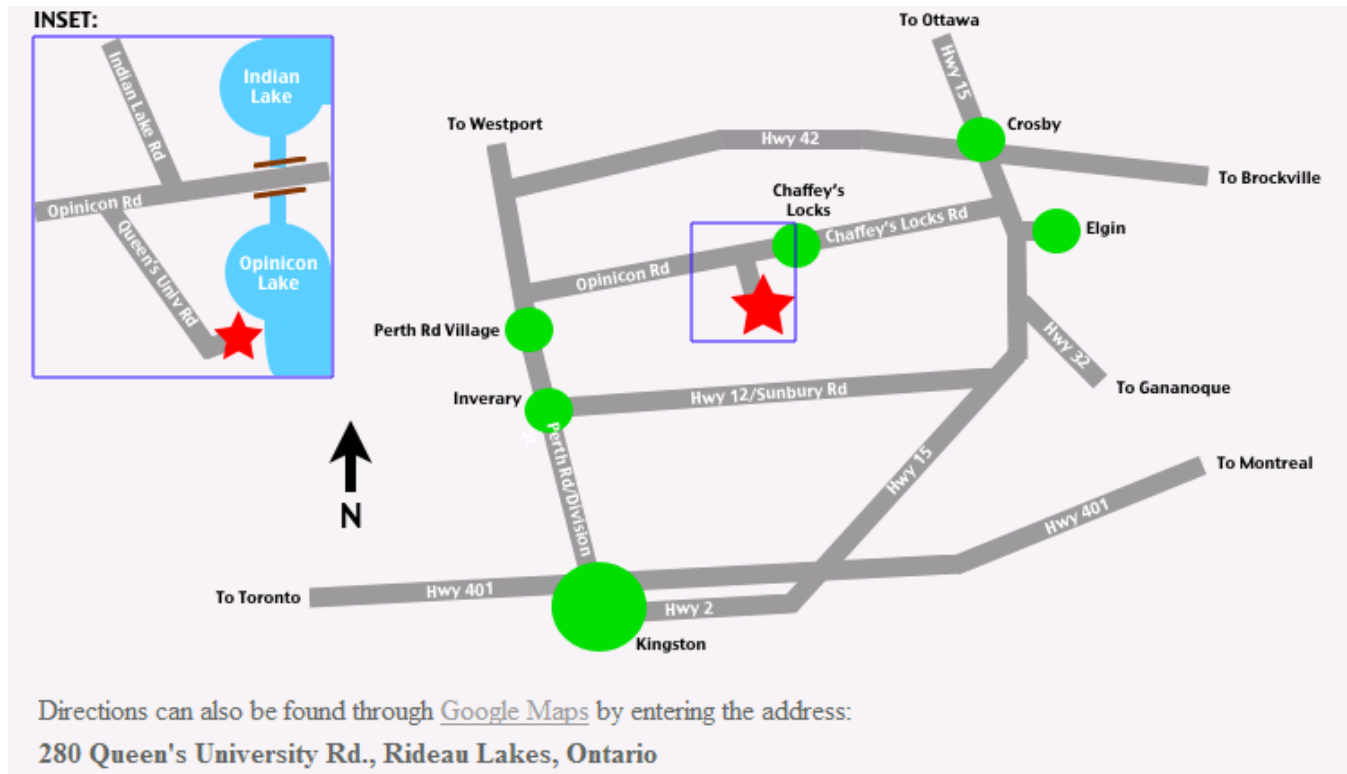 INSET:
Indian Lake Rd
Indian
Lake
Opinicon Rd
Queen's Univ Rd
Opinicon
Lake
N
To Ottawa
Hwy 15
To Westport
Hwy 42
Crosby
To Brockville
Chaffey's
Locks
Chaffey's Locks Rd
Elgin
Opinicon Rd
Perth Rd Village
Hwy 32
To Gananoque
Inverary
Hwy 12/Sunbury Rd
Perth Rd/Division
Hwy 15
To Montreal
Hwy 401
To Toronto
Hwy 401
Hwy 2
Kingston
Directions can also be found through Google Maps by entering the address:
280 Queen's University Rd., Rideau Lakes, Ontario